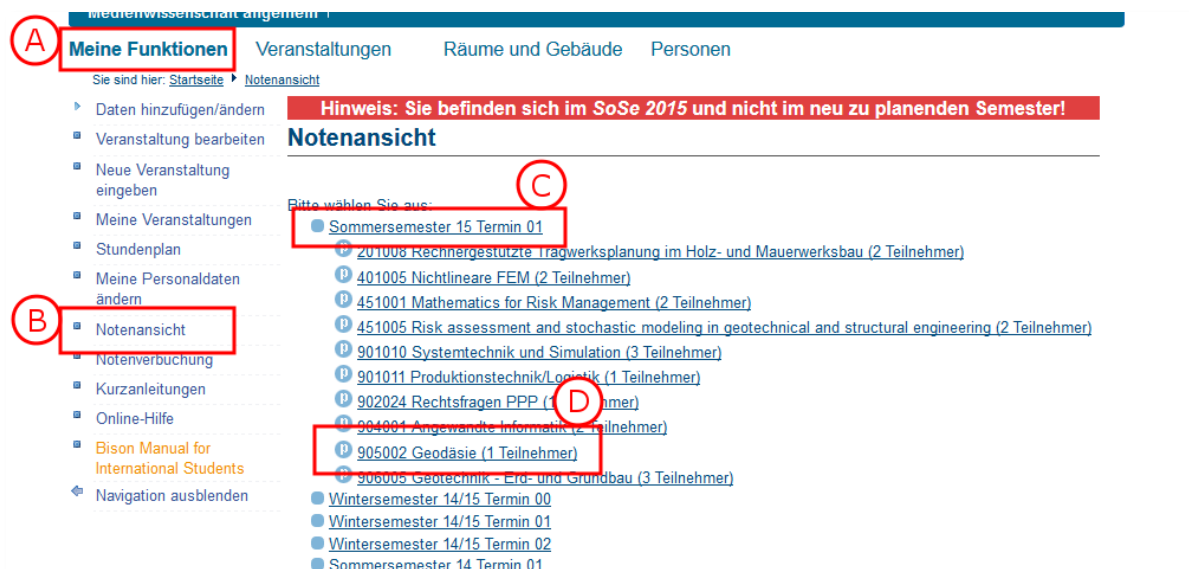 Medienwissenschaft allgemein
A
Meine Funktionen Veranstaltungen Räume und Gebäude Personen
Sie sind hier: Startseite Notenansicht
Daten hinzufügen/ändern
Veranstaltung bearbeiten
Neue Veranstaltung
eingeben
Meine Veranstaltungen
Stundenplan
Meine Personaldaten
ändern
B
Notenansicht
Notenverbuchung
Kurzanleitungen
Online-Hilfe
Bison Manual for
International Students
Navigation ausblenden
Hinweis: Sie befinden sich im SoSe 2015 und nicht im neu zu planenden Semester!
Notenansicht
C
Bitte wählen Sie aus:
Sommersemester 15 Termin 01
201008 Rechnergestützte Tragwerksplanung im Holz- und Mauerwerksbau (2 Teilnehmer)
401005 Nichtlineare FEM (2 Teilnehmer)
451001 Mathematics for Risk Management (2 Teilnehmer)
451005 Risk assessment and stochastic modeling in geotechnical and structural engineering (2 Teilnehmer)
901010 Systemtechnik und Simulation (3 Teilnehmer)
901011 Produktionstechnik/Logistik (1 Teilnehmer)
902024 Rechtsfragen PPP (
D
904001 Angewandte Informatik (2 Teilnehmer)
905002 Geodäsie (1 Teilnehmer)
906005 Geotechnik - Erd- und Grundbau (3 Teilnehmer)
Wintersemester 14/15 Termin 00
Wintersemester 14/15 Termin 01
Wintersemester 14/15 Termin 02
Sommersemester 14 Termin 01